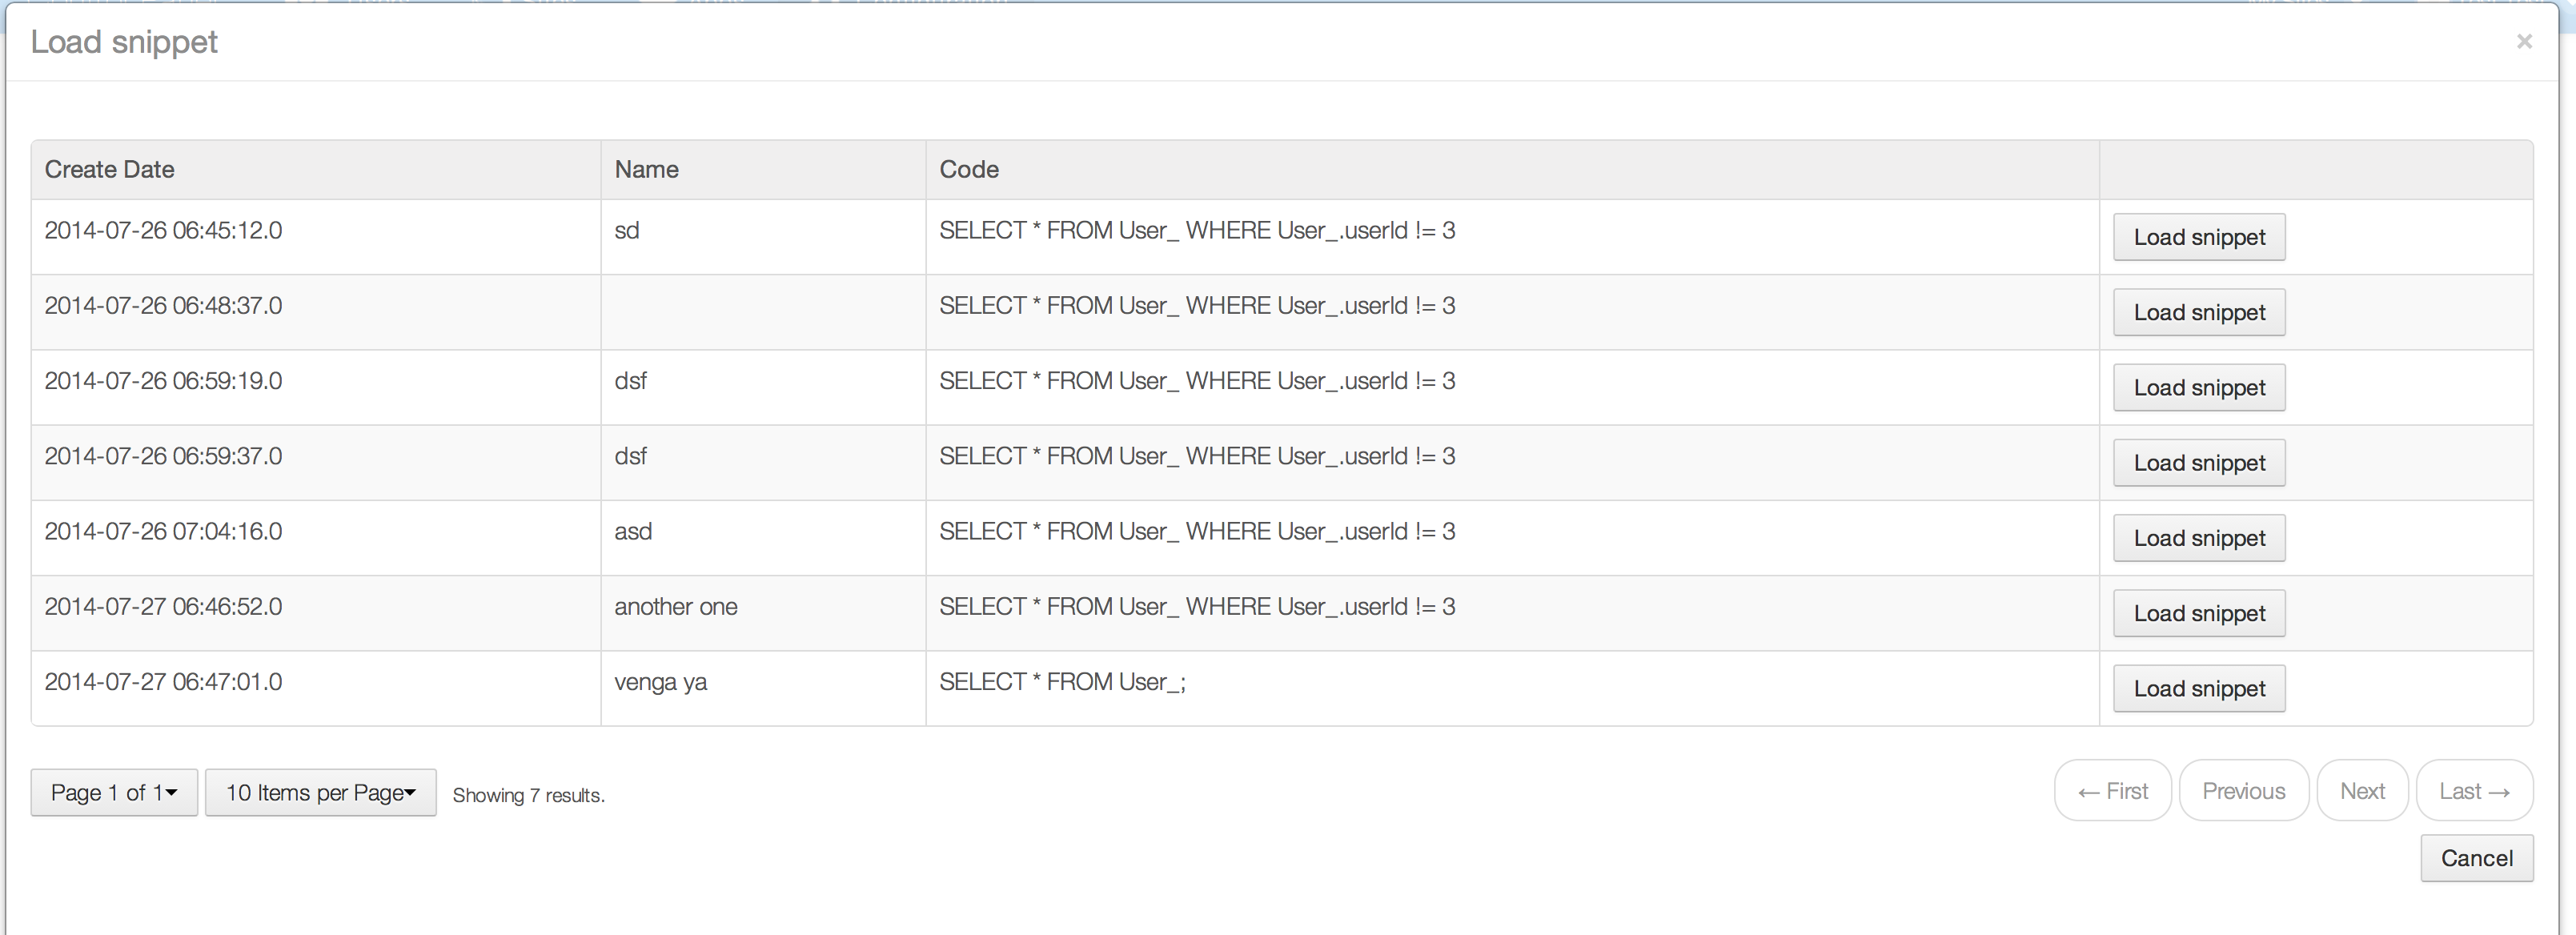 Load snippet ×
Create Date Name Code
2014-07-26 06:45:12.0 sd SELECT * FROM User_ WHERE User_.userId != 3 Load snippet
2014-07-26 06:48:37.0 SELECT * FROM User_ WHERE User_.userId != 3 Load snippet
2014-07-26 06:59:19.0 dsf SELECT * FROM User_ WHERE User_.userId != 3 Load snippet
2014-07-26 06:59:37.0 dsf SELECT * FROM User_ WHERE User_.userId != 3 Load snippet
2014-07-26 07:04:16.0 asd SELECT * FROM User_ WHERE User_.userId != 3 Load snippet
2014-07-27 06:46:52.0 another one SELECT * FROM User_ WHERE User_.userId != 3 Load snippet
2014-07-27 06:47:01.0 venga ya SELECT * FROM User_; Load snippet
Page 1 of 1 10 Items per Page Showing 7 results. ← First Previous Next Last →
Cancel